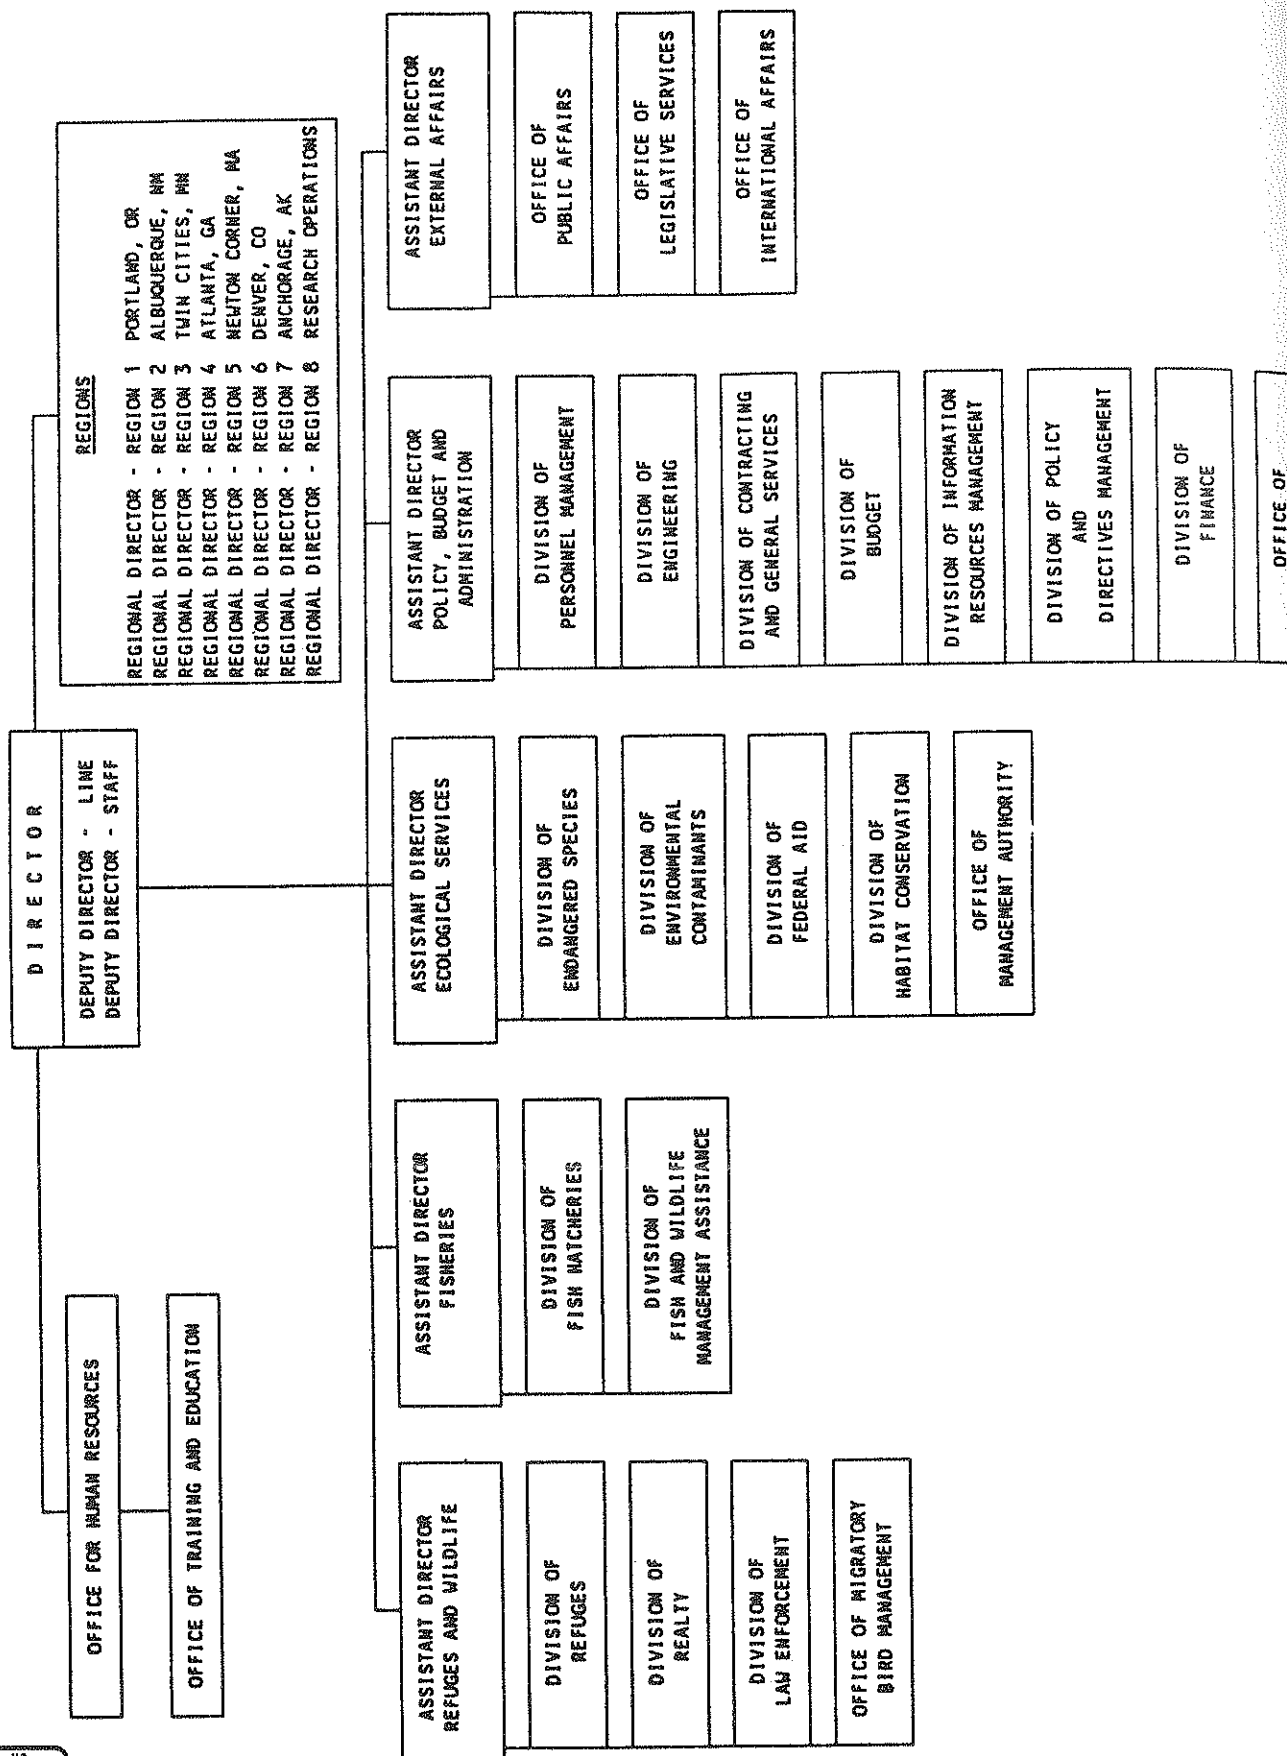 DIRECTOR
DEPUTY DIRECTOR - LINE
DEPUTY DIRECTOR - STAFF
OFFICE FOR HUMAN RESOURCES
OFFICE OF TRAINING AND EDUCATION
REGIONS
REGIONAL DIRECTOR - REGION 1 PORTLAND, OR
REGIONAL DIRECTOR - REGION 2 ALBUQUERQUE, NM
REGIONAL DIRECTOR - REGION 3 TWIN CITIES, MN
REGIONAL DIRECTOR - REGION 4 ATLANTA, GA
REGIONAL DIRECTOR - REGION 5 NEWTON CORNER, MA
REGIONAL DIRECTOR - REGION 6 DENVER, CO
REGIONAL DIRECTOR - REGION 7 ANCHORAGE, AK
REGIONAL DIRECTOR - REGION 8 RESEARCH OPERATIONS
ASSISTANT DIRECTOR
REFUGES AND WILDLIFE
DIVISION OF
REFUGES
DIVISION OF
REALTY
DIVISION OF
LAW ENFORCEMENT
OFFICE OF MIGRATORY
BIRD MANAGEMENT
ASSISTANT DIRECTOR
FISHERIES
DIVISION OF
FISH HATCHERIES
DIVISION OF
FISH AND WILDLIFE
MANAGEMENT ASSISTANCE
ASSISTANT DIRECTOR
ECOLOGICAL SERVICES
DIVISION OF
ENDANGERED SPECIES
DIVISION OF
ENVIRONMENTAL
CONTAMINANTS
DIVISION OF
FEDERAL AID
DIVISION OF
HABITAT CONSERVATION
OFFICE OF
MANAGEMENT AUTHORITY
ASSISTANT DIRECTOR
POLICY, BUDGET AND
ADMINISTRATION
DIVISION OF
PERSONNEL MANAGEMENT
DIVISION OF
ENGINEERING
DIVISION OF CONTRACTING
AND GENERAL SERVICES
DIVISION OF
BUDGET
DIVISION OF INFORMATION
RESOURCES MANAGEMENT
DIVISION OF POLICY
AND
DIRECTIVES MANAGEMENT
DIVISION OF
FINANCE
OFFICE OF
ASSISTANT DIRECTOR
EXTERNAL AFFAIRS
OFFICE OF
PUBLIC AFFAIRS
OFFICE OF
LEGISLATIVE SERVICES
OFFICE OF
INTERNATIONAL AFFAIRS